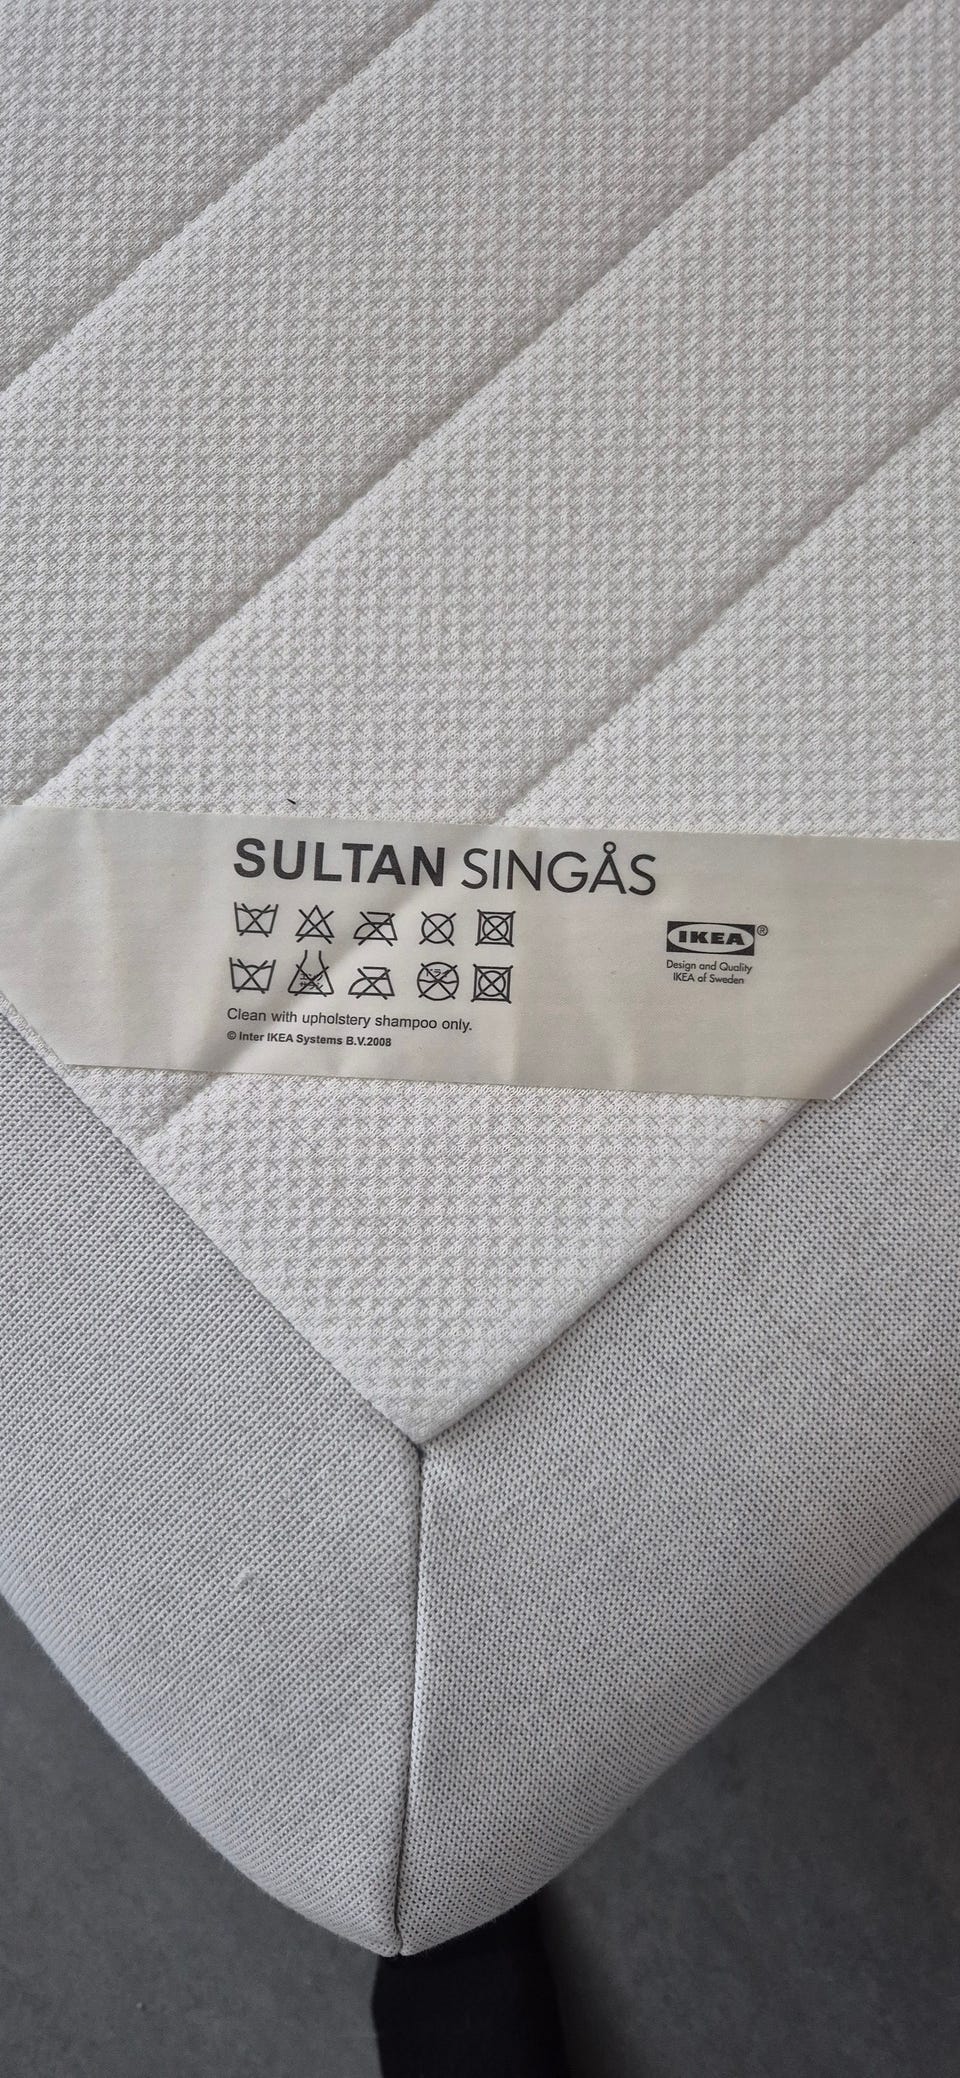 SULTAN SINGÅS
IKEA®
Design and Quality
IKEA of Sweden
Clean with upholstery shampoo only.
© Inter IKEA Systems B.V.2008